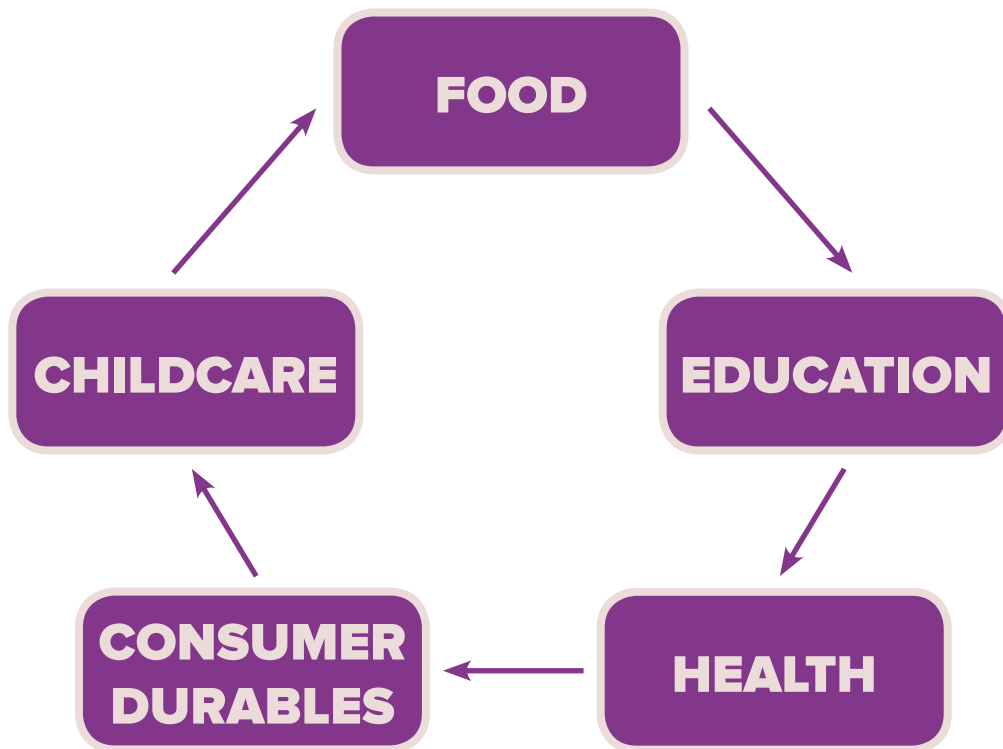 FOOD
EDUCATION
HEALTH
CONSUMER
DURABLES
CHILDCARE